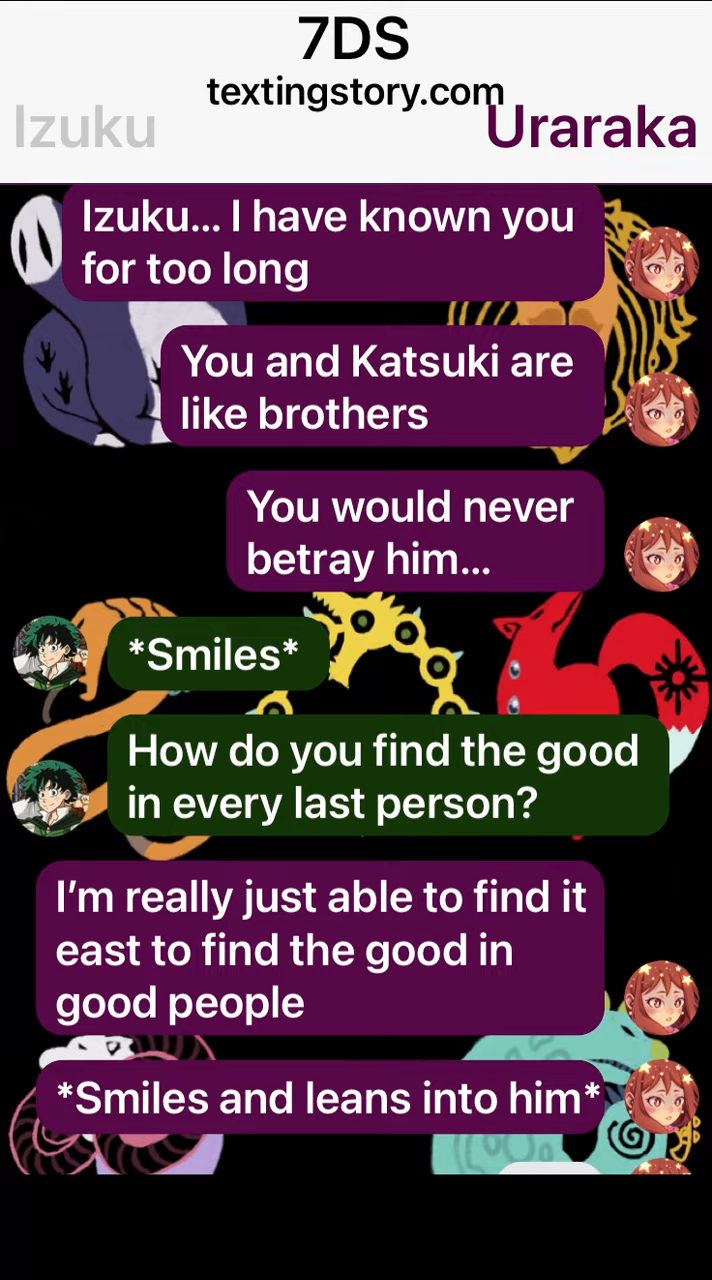 7DS
textingstory.com
Izuku
Uraraka
Izuku... I have known you
for too long
You and Katsuki are
like brothers
You would never
betray him...
*Smiles*
How do you find the good
in every last person?
I’m really just able to find it
east to find the good in
good people
*Smiles and leans into him*